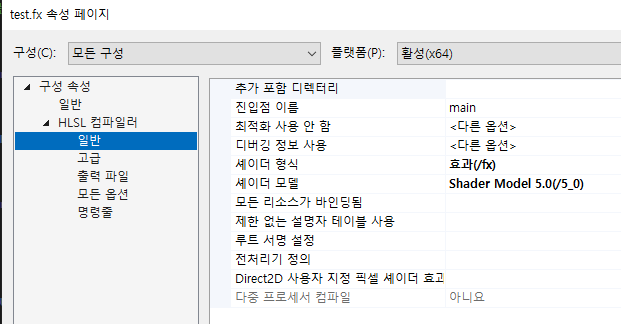 test.fx 속성 페이지
구성(C): 모든 구성 플랫폼(P): 활성(x64)
구성 속성
일반
HLSL 컴파일러
일반
고급
출력 파일
모든 옵션
명령줄
추가 포함 디렉터리
진입점 이름 main
최적화 사용 안 함 <다른 옵션>
디버깅 정보 사용 <다른 옵션>
셰이더 형식 효과(/fx)
셰이더 모델 Shader Model 5.0(/5_0)
모든 리소스가 바인딩됨
제한 없는 설명자 테이블 사용
루트 서명 설정
전처리기 정의
Direct2D 사용자 지정 픽셀 셰이더 효과
다중 프로세서 컴파일 아니요